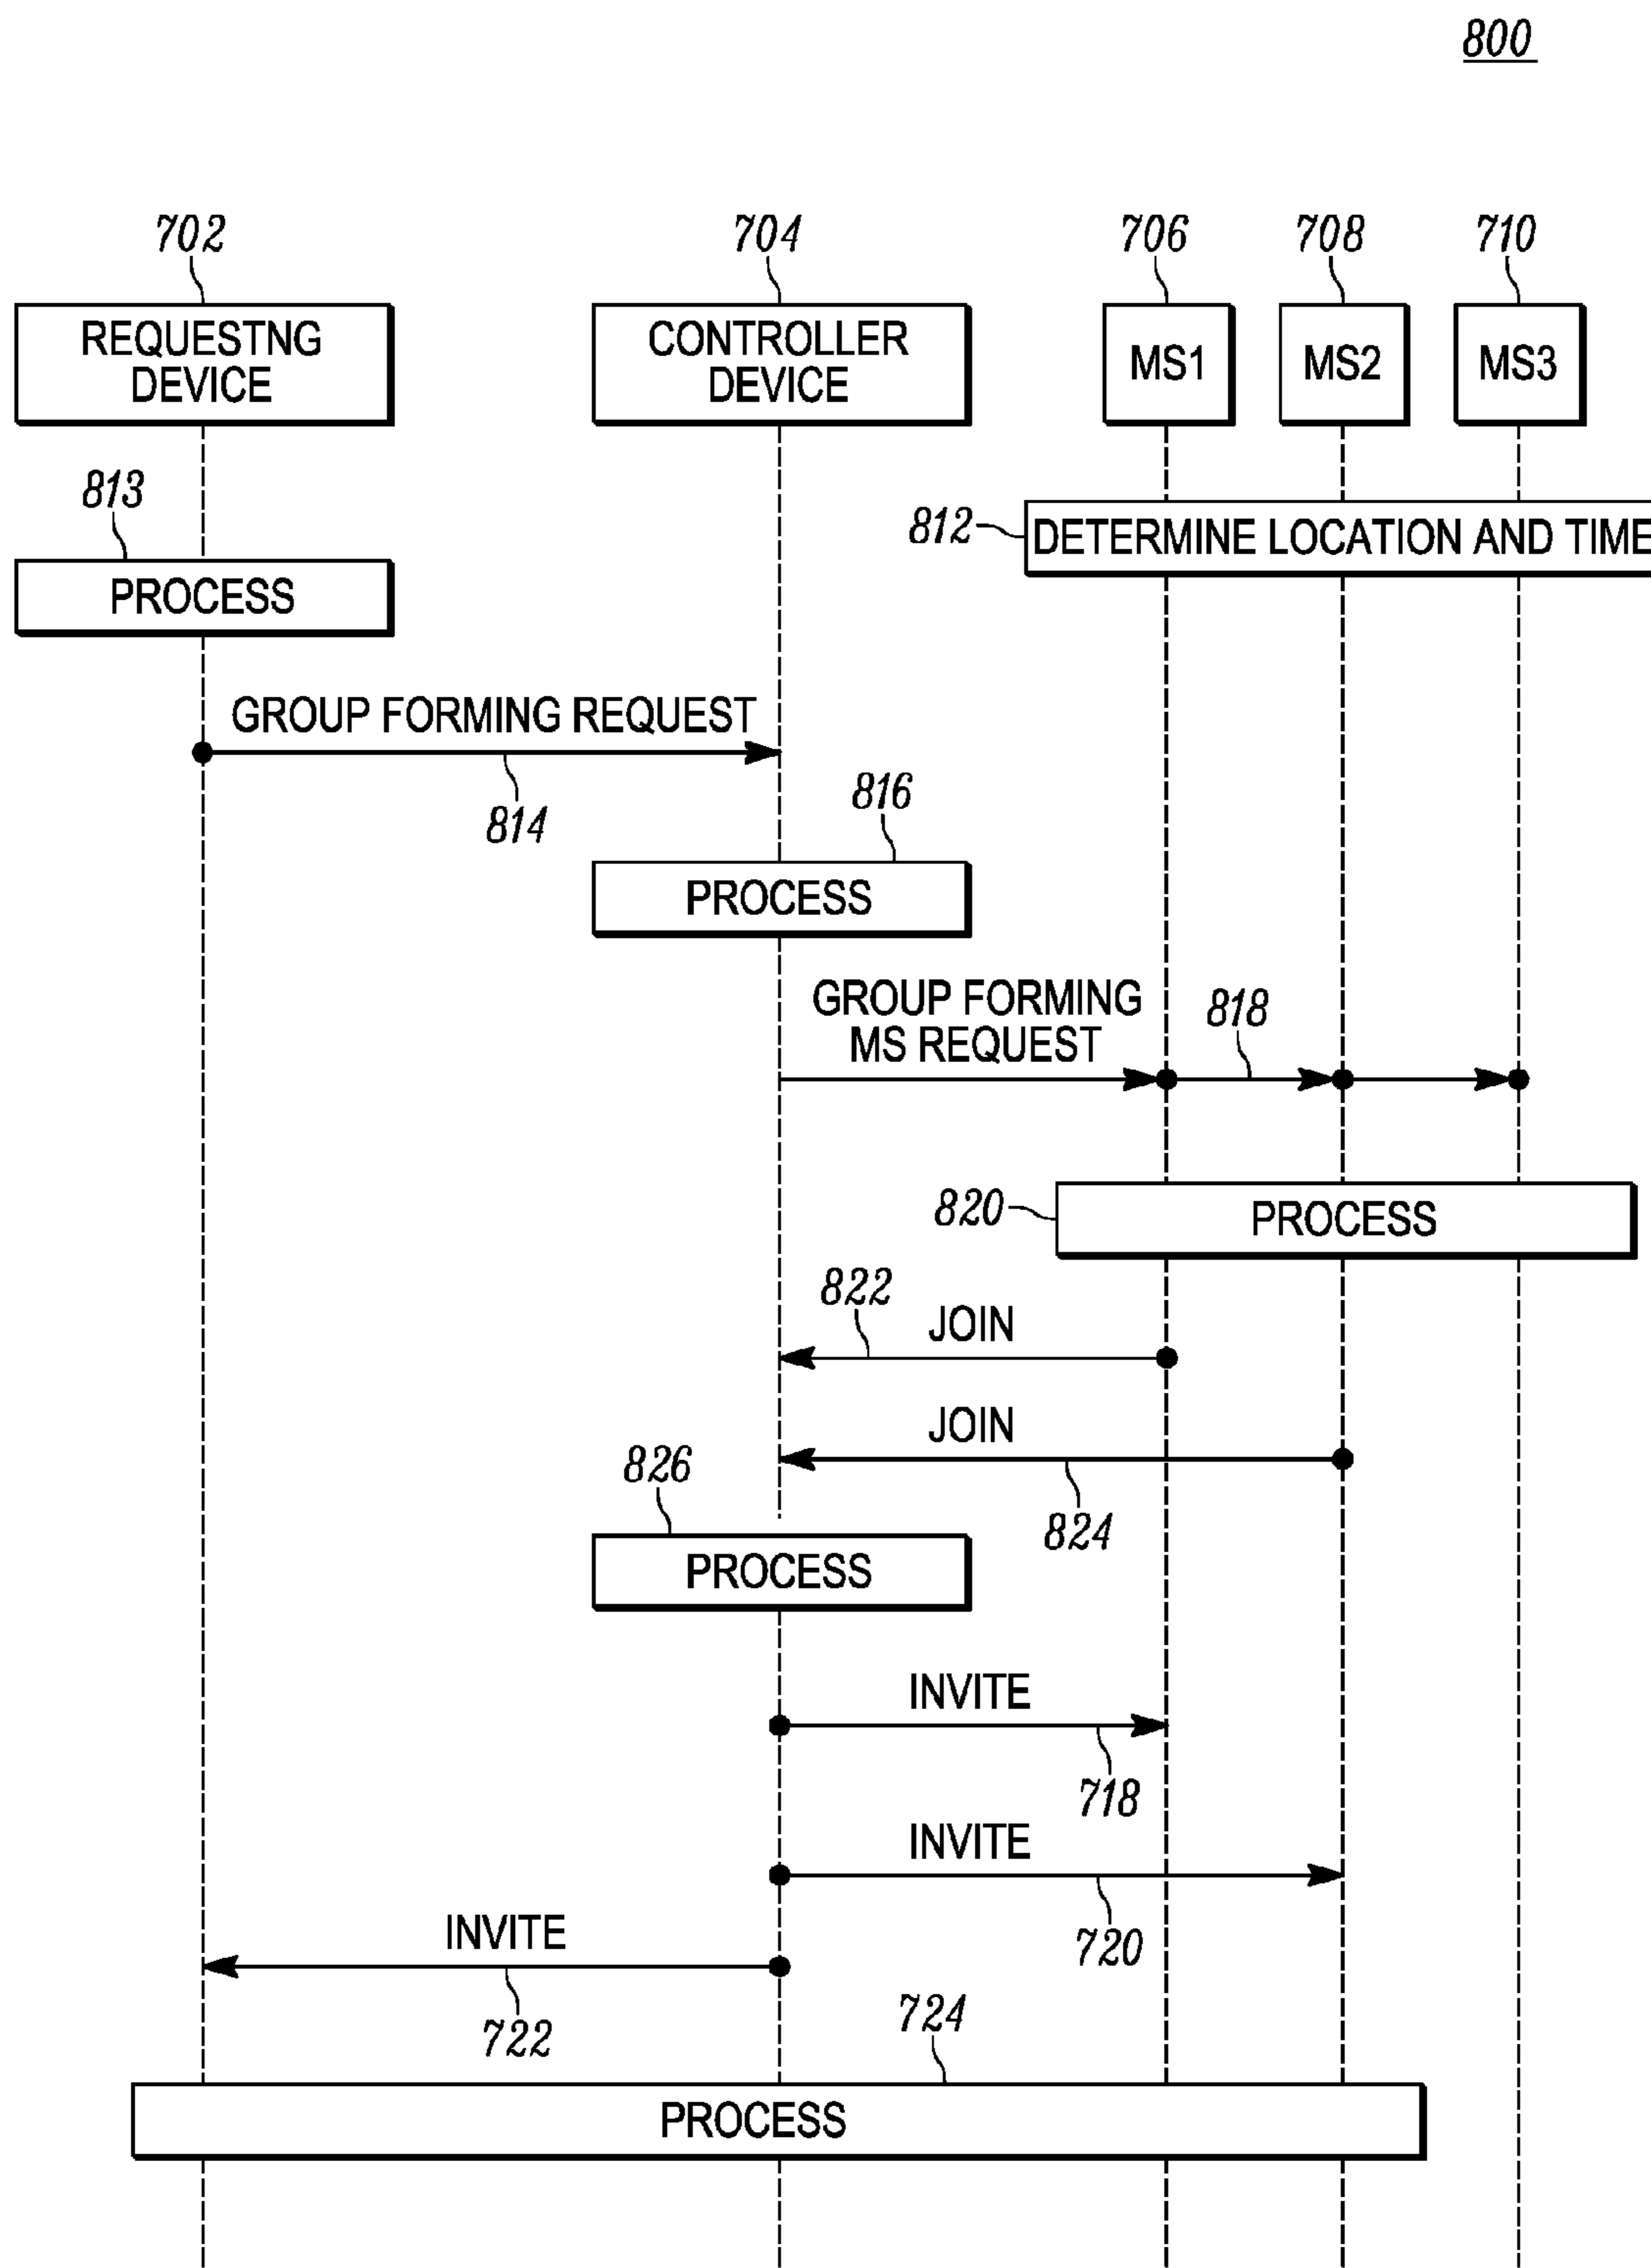 800
702
704
706
708
710
REQUESTNG
DEVICE
CONTROLLER
DEVICE
MS1
MS2
MS3
813
812
DETERMINE LOCATION AND TIME
PROCESS
GROUP FORMING REQUEST
814
816
PROCESS
GROUP FORMING
MS REQUEST
818
820
PROCESS
822
JOIN
JOIN
826
824
PROCESS
INVITE
718
INVITE
720
INVITE
722
724
PROCESS